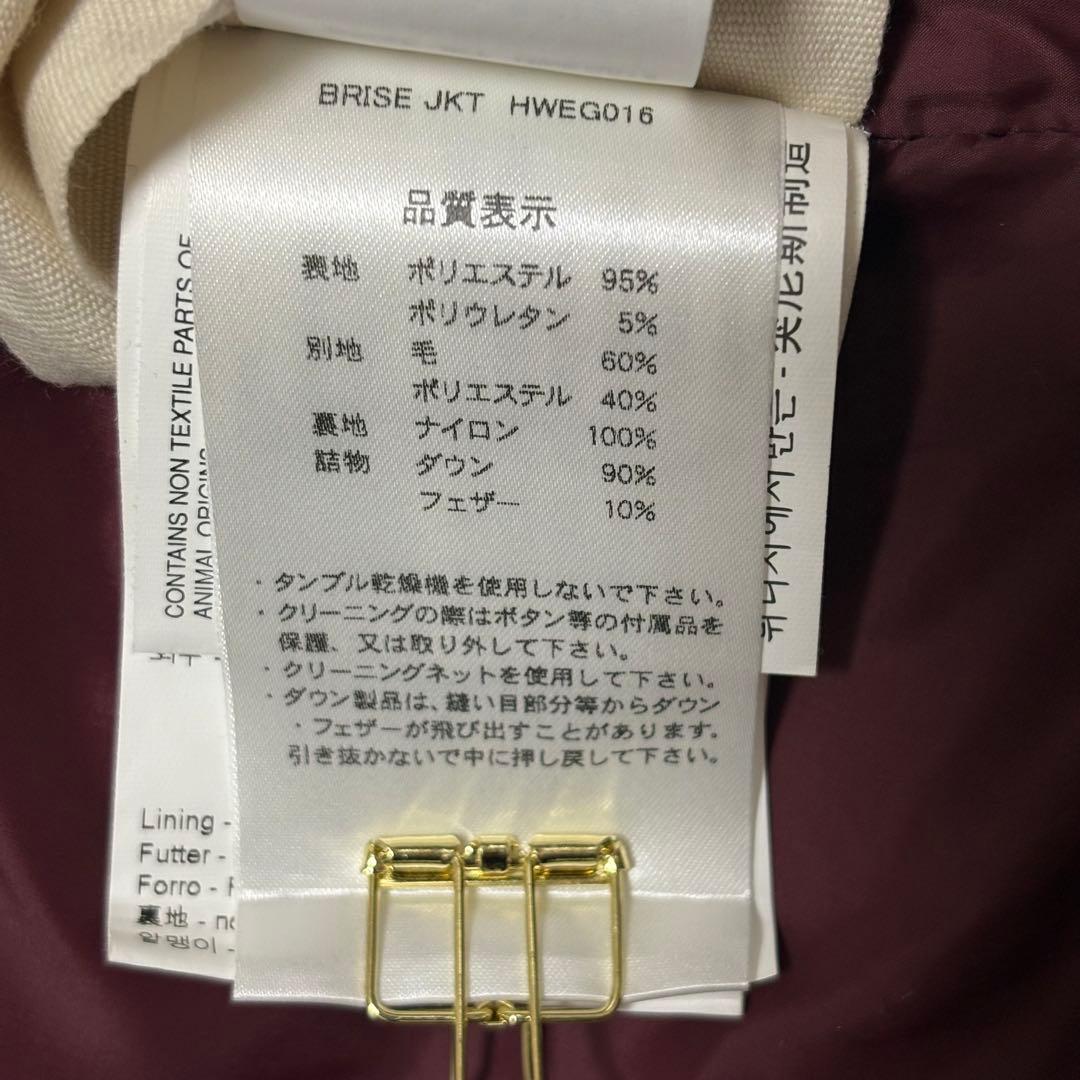 BRISE JKT HWEG016
品質表示
表地 ポリエステル 95%
ポリウレタン 5%
別地 毛 60%
ポリエステル 40%
裏地 ナイロン 100%
詰物 ダウン 90%
フェザー 10%
・タンブル乾燥機を使用しないで下さい。
・クリーニングの際はボタン等の付属品を
保護、又は取り外して下さい。
・クリーニングネットを使用して下さい。
・ダウン製品は、縫い目部分等からダウン
・フェザーが飛び出すことがあります。
引き抜かないで中に押し戻して下さい。
CONTAINS NON TEXTILE PARTS OF
ANIMAL ORIGINS
Lining -
Futter -
Forro -
裏地 -